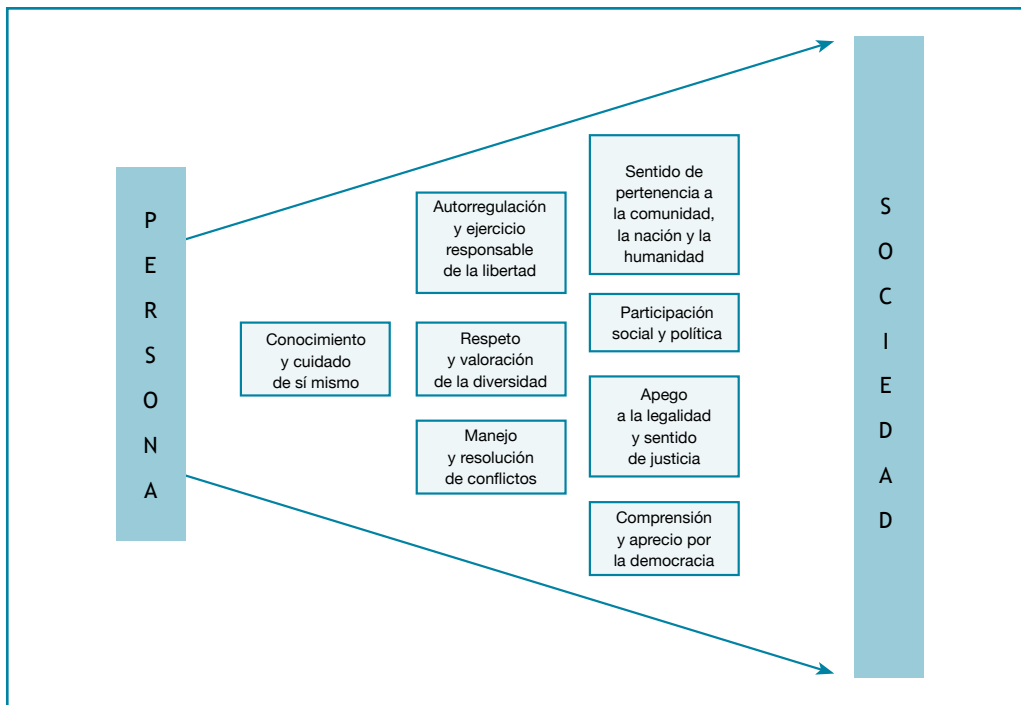 PERSONA
Conocimiento
y cuidado
de sí mismo
Autorregulación
y ejercicio
responsable
de la libertad
Respeto
y valoración
de la diversidad
Manejo
y resolución
de conflictos
Sentido de
pertenencia a
la comunidad,
la nación y la
humanidad
Participación
social y política
Apego
a la legalidad
y sentido
de justicia
Comprensión
y aprecio por
la democracia
SOCIEDAD